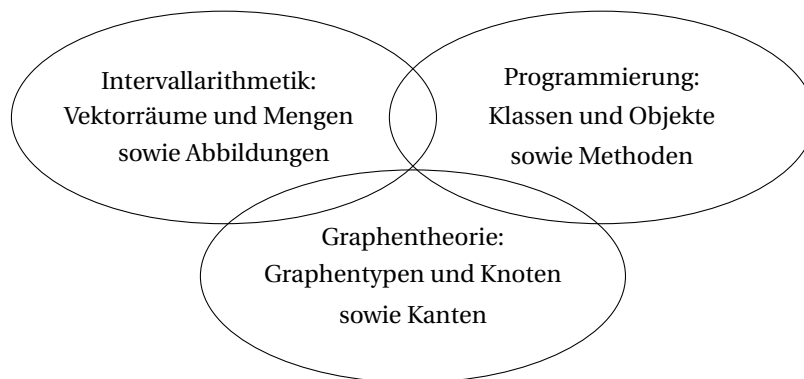 Intervallarithmetik:
Vektorräume und Mengen
sowie Abbildungen
Programmierung:
Klassen und Objekte
sowie Methoden
Graphentheorie:
Graphentypen und Knoten
sowie Kanten